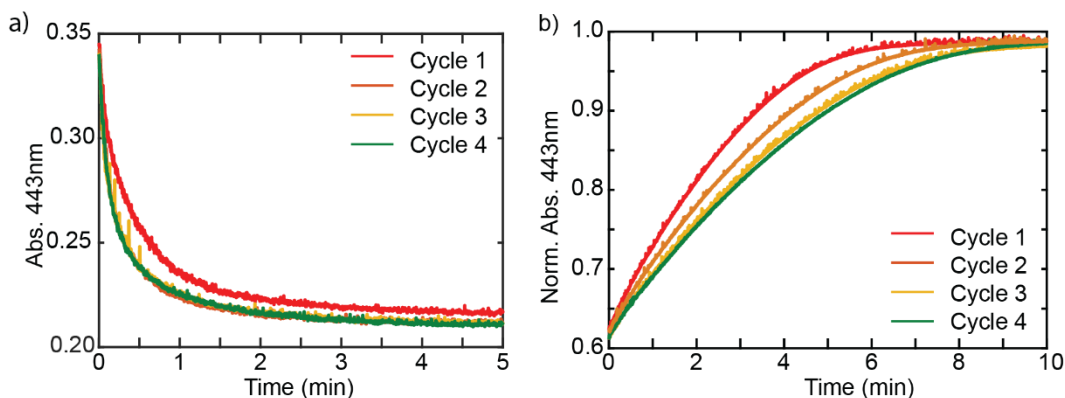 a)
0.35
0.30
0.25
0.20
Abs. 443nm
Cycle 1
Cycle 2
Cycle 3
Cycle 4
0 1 2 3 4 5
Time (min)
b)
1.0
0.9
0.8
0.7
0.6
Norm. Abs. 443nm
Cycle 1
Cycle 2
Cycle 3
Cycle 4
0 2 4 6 8 10
Time (min)